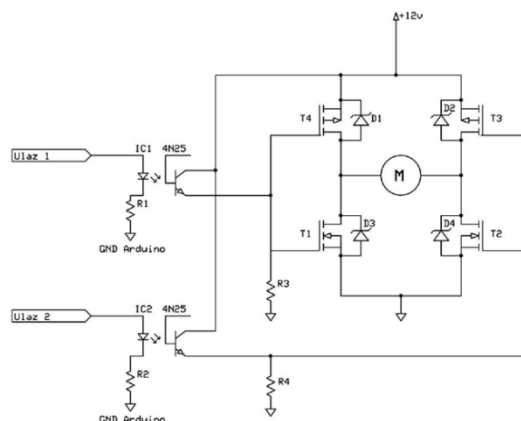 +12v
T4
D1
D2
T3
IC1 4N25
Ulaz 1
M
R1
D3
D4
T1
T2
GND Arduino
R3
IC2 4N25
Ulaz 2
R2
R4
GND Arduino